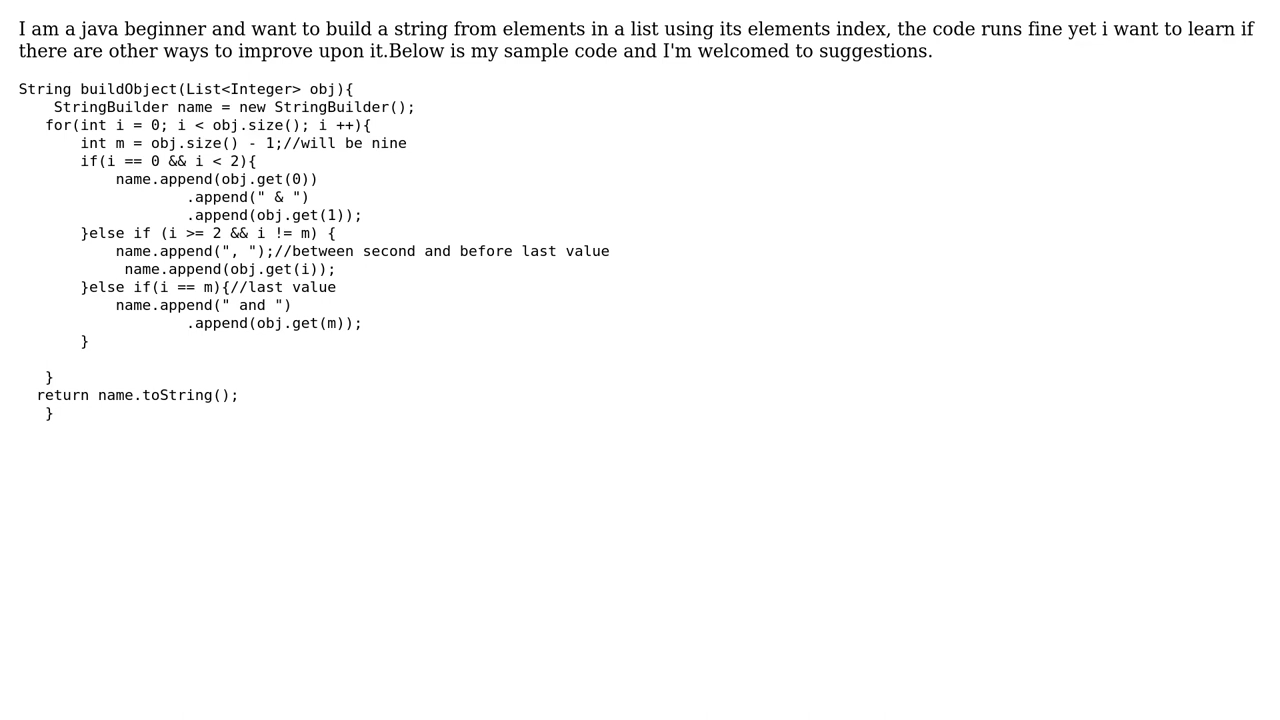 I am a java beginner and want to build a string from elements in a list using its elements index, the code runs fine yet i want to learn if
there are other ways to improve upon it.Below is my sample code and I'm welcomed to suggestions.
String buildObject(List<Integer> obj){
    StringBuilder name = new StringBuilder();
   for(int i = 0; i < obj.size(); i ++){
       int m = obj.size() - 1;//will be nine
       if(i == 0 && i < 2){
           name.append(obj.get(0))
                   .append(" & ")
                   .append(obj.get(1));
       }else if (i >= 2 && i != m) {
           name.append(", ");//between second and before last value
            name.append(obj.get(i));
       }else if(i == m){//last value
           name.append(" and ")
                   .append(obj.get(m));
       }
   }
  return name.toString();
   }